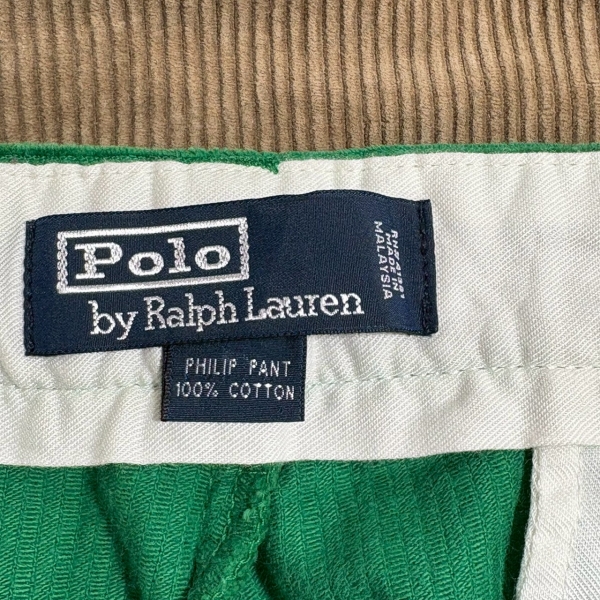 Polo
by Ralph Lauren
MADE IN
MALAYSIA
PHILIP PANT
100% COTTON